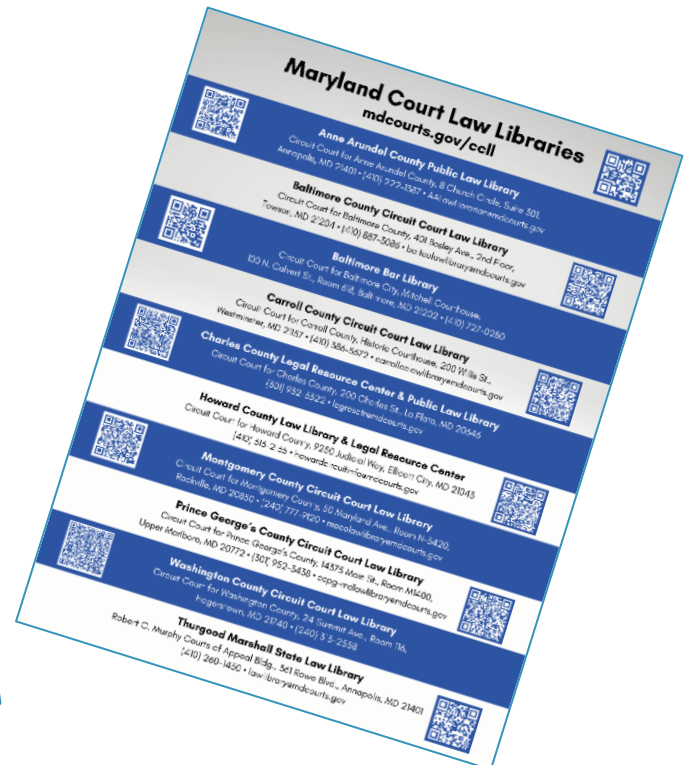 Maryland Court Law Libraries
mdcourts.gov/ccll
Anne Arundel County Public Law Library
Circuit Court for Anne Arundel County, 8 Church Circle, Suite 301,
Annapolis, MD 21401 • (410) 222-1387 •
Baltimore County Circuit Court Law Library
Circuit Court for Baltimore County, 401 Bosley Ave., 2nd Floor,
Towson, MD 21204 • (410) 887-3086 •
Baltimore Bar Library
Circuit Court for Baltimore City, Mitchell Courthouse,
100 N. Calvert St., Room 618, Baltimore, MD 21202 • (410) 727-0280
Carroll County Circuit Court Law Library
Circuit Court for Carroll County, Historic Courthouse, 200 Willis St.,
Westminster, MD 21157 • (410) 386-5672 •
Charles County Legal Resource Center & Public Law Library
Circuit Court for Charles County, 200 Charles St., La Plata, MD 20646
(301) 932-3322 •
Howard County Law Library & Legal Resource Center
Circuit Court for Howard County, 9250 Judicial Way, Ellicott City, MD 21043
Montgomery County Circuit Court Law Library
Circuit Court for Montgomery County, 50 Maryland Ave., Room N-3420,
Rockville, MD 20850 • (240) 777-9120 • mocolawlibrary@mdcourts.gov
Prince George's County Circuit Court Law Library
Circuit Court for Prince George's County, 14375 Main St., Room M1400,
Upper Marlboro, MD 20772 • (301) 952-3438 •
Washington County Circuit Court Law Library
Circuit Court for Washington County, 24 Summit Ave., Room 116,
Hagerstown, MD 21740 • (240) 313-2558
Thurgood Marshall State Law Library
Robert C. Murphy Courts of Appeal Bldg., 361 Rowe Blvd., Annapolis, MD 21401
(410) 260-1430 • lawlibrary@mdcourts.gov